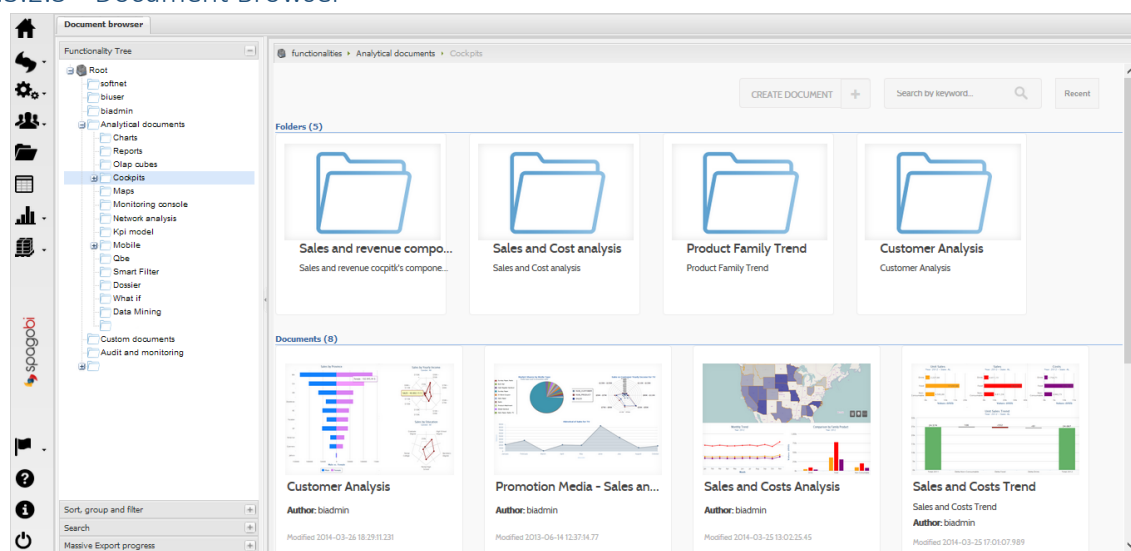 Document browser
Functionality Tree
Root
softnet
biuser
biadmin
Analytical documents
Charts
Reports
Olap cubes
Cockpits
Maps
Monitoring console
Network analysis
Kpi model
Mobile
Qbe
Smart Filter
Dossier
What if
Data Mining
Custom documents
Audit and monitoring
Sort, group and filter
Search
Massive Export progress
spagobi
functionalities Analytical documents Cockpits
CREATE DOCUMENT +
Search by keyword...
Recent
Folders (5)
Sales and revenue compo...
Sales and revenue cocpitk's compone...
Sales and Cost analysis
Sales and Cost analysis
Product Family Trend
Product Family Trend
Customer Analysis
Customer Analysis
Documents (8)
Customer Analysis
Author: biadmin
Modified 2014-03-26 18:29:11.231
Promotion Media - Sales an...
Author: biadmin
Modified 2013-06-14 12:37:14.77
Sales and Costs Analysis
Author: biadmin
Modified 2014-03-25 13:02:25.45
Sales and Costs Trend
Sales and Costs Trend
Author: biadmin
Modified 2014-03-25 17:01:07.989